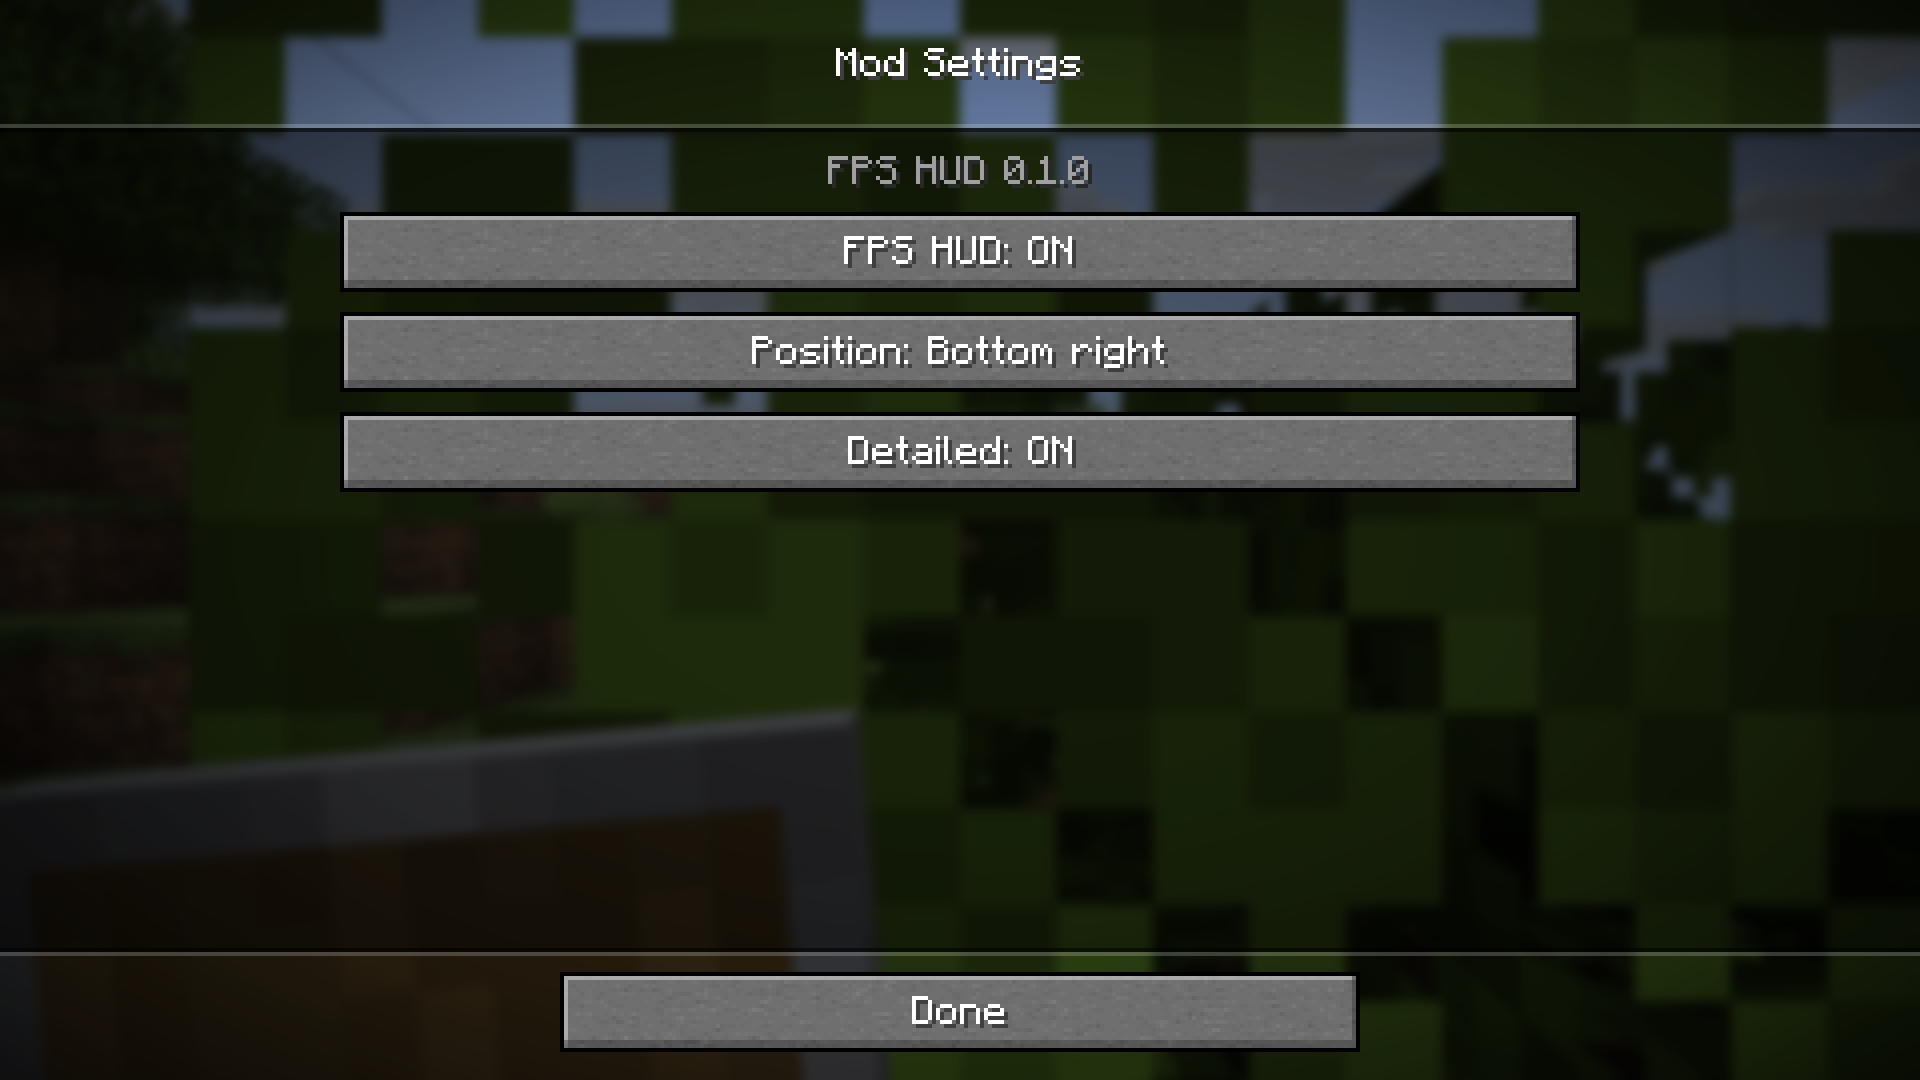 Mod Settings
FPS HUD 0.1.0
FPS HUD: ON
Position: Bottom right
Detailed: ON
Done